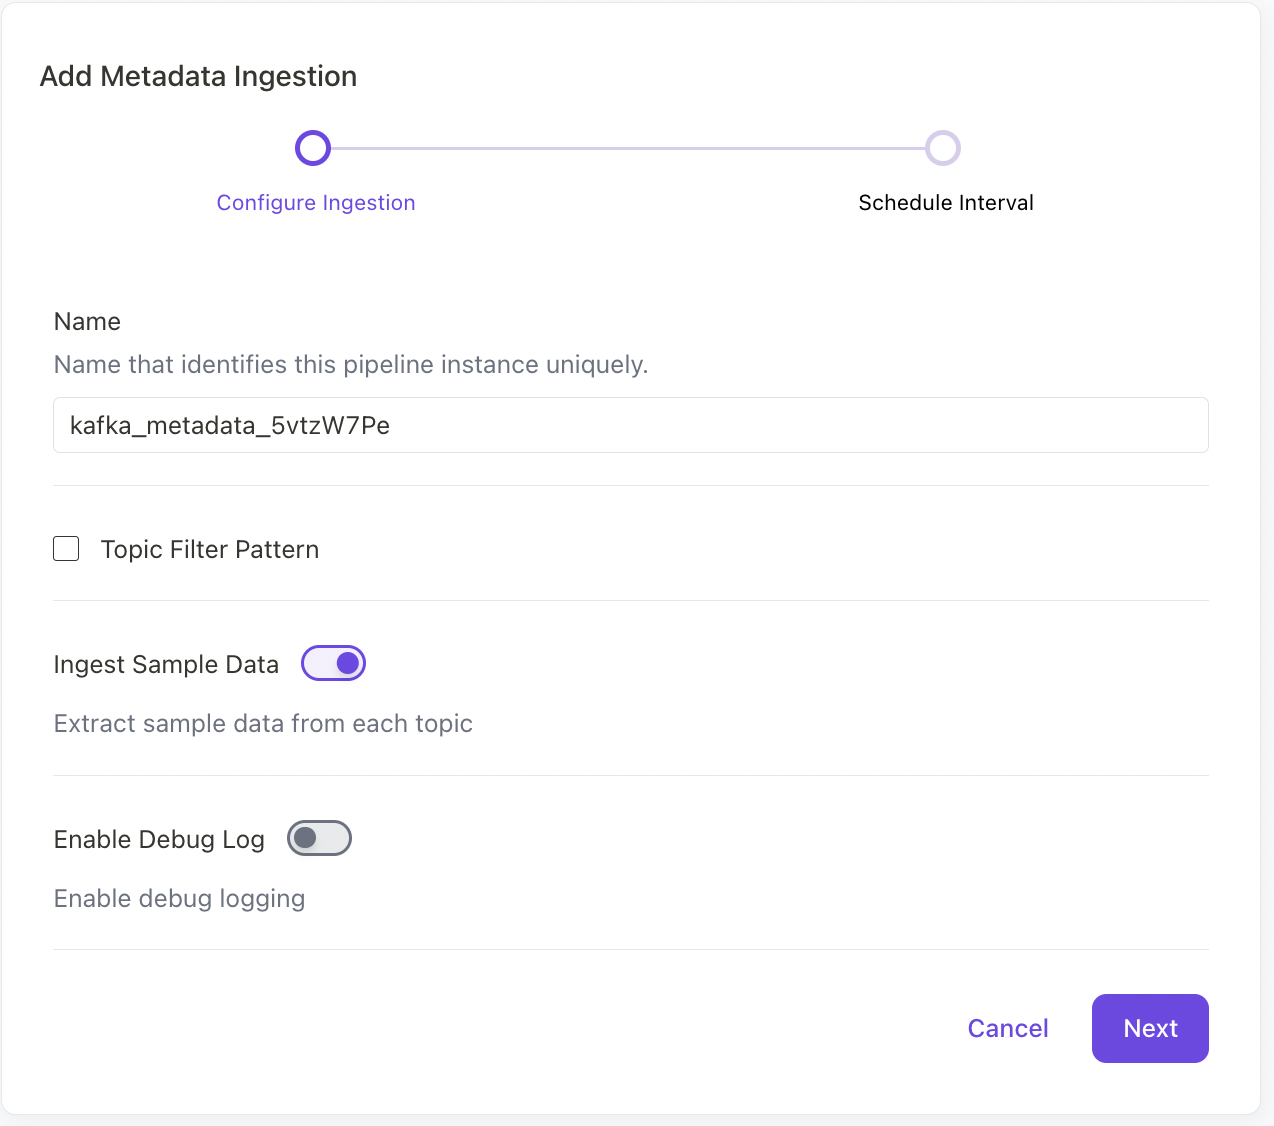 Add Metadata Ingestion
Configure Ingestion
Schedule Interval
Name
Name that identifies this pipeline instance uniquely.
kafka_metadata_5vtzW7Pe
Topic Filter Pattern
Ingest Sample Data
Extract sample data from each topic
Enable Debug Log
Enable debug logging
Cancel
Next